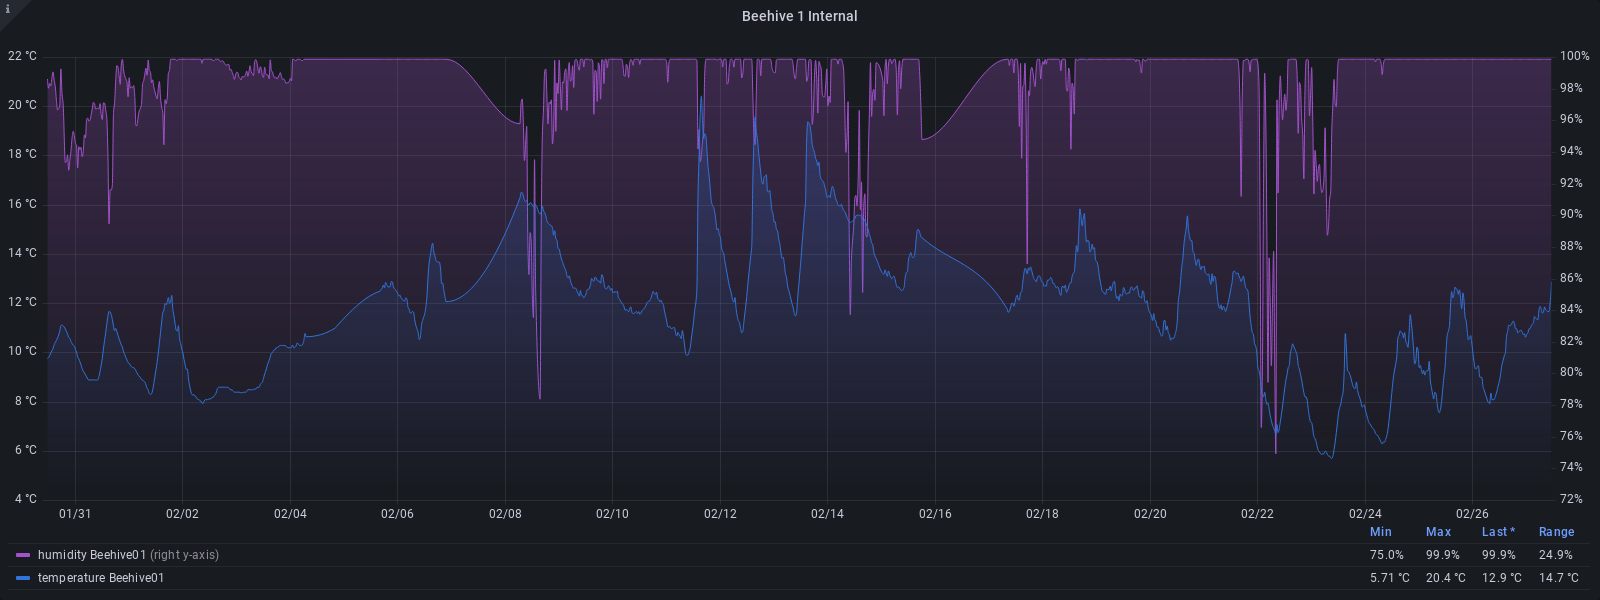 i
Beehive 1 Internal
22 °C
20 °C
18 °C
16 °C
14 °C
12 °C
10 °C
8 °C
6 °C
4 °C
100%
98%
96%
94%
92%
90%
88%
86%
84%
82%
80%
78%
76%
74%
72%
01/31 02/02 02/04 02/06 02/08 02/10 02/12 02/14 02/16 02/18 02/20 02/22 02/24 02/26
Min Max Last * Range
humidity Beehive01 (right y-axis) 75.0% 99.9% 99.9% 24.9%
temperature Beehive01 5.71 °C 20.4 °C 12.9 °C 14.7 °C